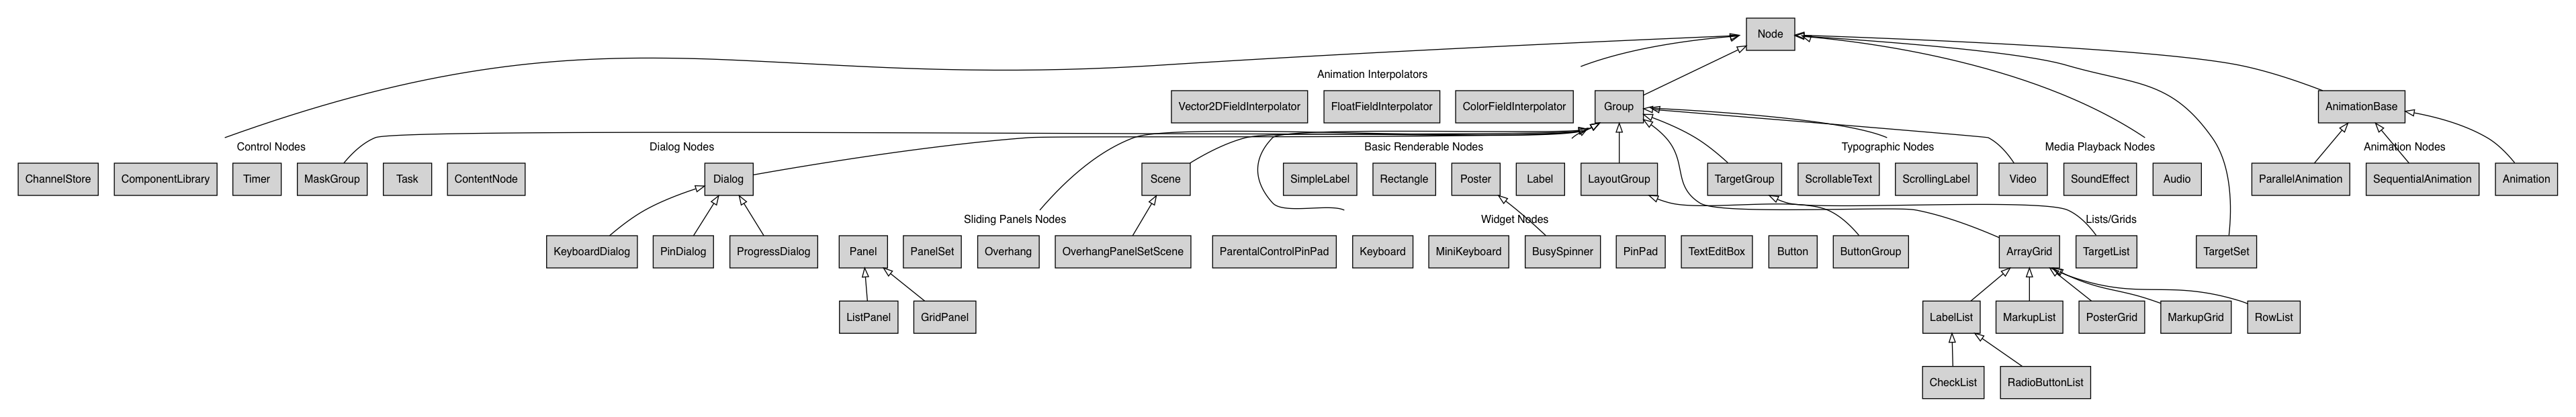 Node
Animation Interpolators
Vector2DFieldInterpolator FloatFieldInterpolator ColorFieldInterpolator Group AnimationBase
Control Nodes Dialog Nodes Basic Renderable Nodes Typographic Nodes Media Playback Nodes Animation Nodes
ChannelStore ComponentLibrary Timer MaskGroup Task ContentNode Dialog Scene SimpleLabel Rectangle Poster Label LayoutGroup TargetGroup ScrollableText ScrollingLabel Video SoundEffect Audio ParallelAnimation SequentialAnimation Animation
Sliding Panels Nodes Widget Nodes Lists/Grids
KeyboardDialog PinDialog ProgressDialog Panel PanelSet Overhang OverhangPanelSetScene ParentalControlPinPad Keyboard MiniKeyboard BusySpinner PinPad TextEditBox Button ButtonGroup ArrayGrid TargetList TargetSet
ListPanel GridPanel LabelList MarkupList PosterGrid MarkupGrid RowList
CheckList RadioButtonList